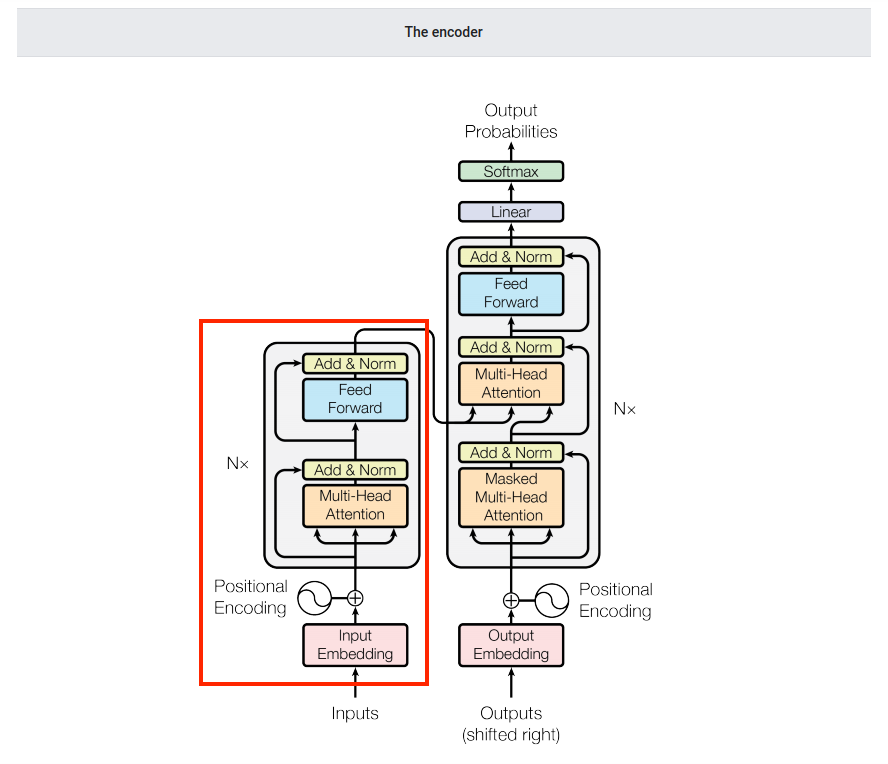 The encoder
Output
Probabilities
Softmax
Linear
Add & Norm
Feed
Forward
Add & Norm
Multi-Head
Attention
Add & Norm
Masked
Multi-Head
Attention
N×
Add & Norm
Feed
Forward
Add & Norm
Multi-Head
Attention
N×
Positional
Encoding
Input
Embedding
Inputs
Positional
Encoding
Output
Embedding
Outputs
(shifted right)